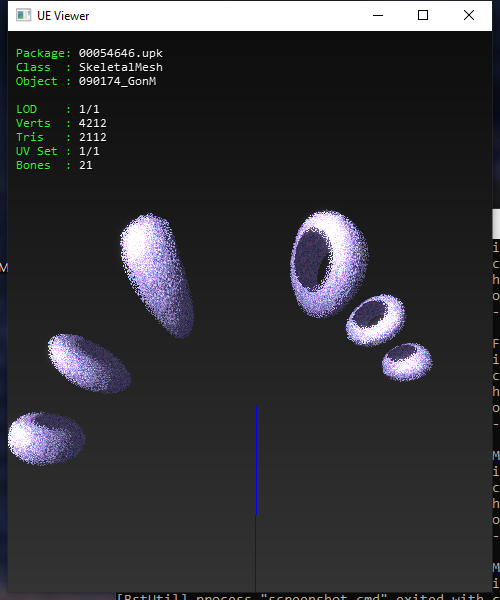 UE Viewer
Package: 00054646.upk
Class  : SkeletalMesh
Object : 090174_GonM
LOD    : 1/1
Verts  : 4212
Tris   : 2112
UV Set : 1/1
Bones  : 21
M
i
c
h
o
-
F
i
c
h
o
-
M
i
c
h
o
-
M
i
[BstUtil] process "screenshot.cmd" exited with c